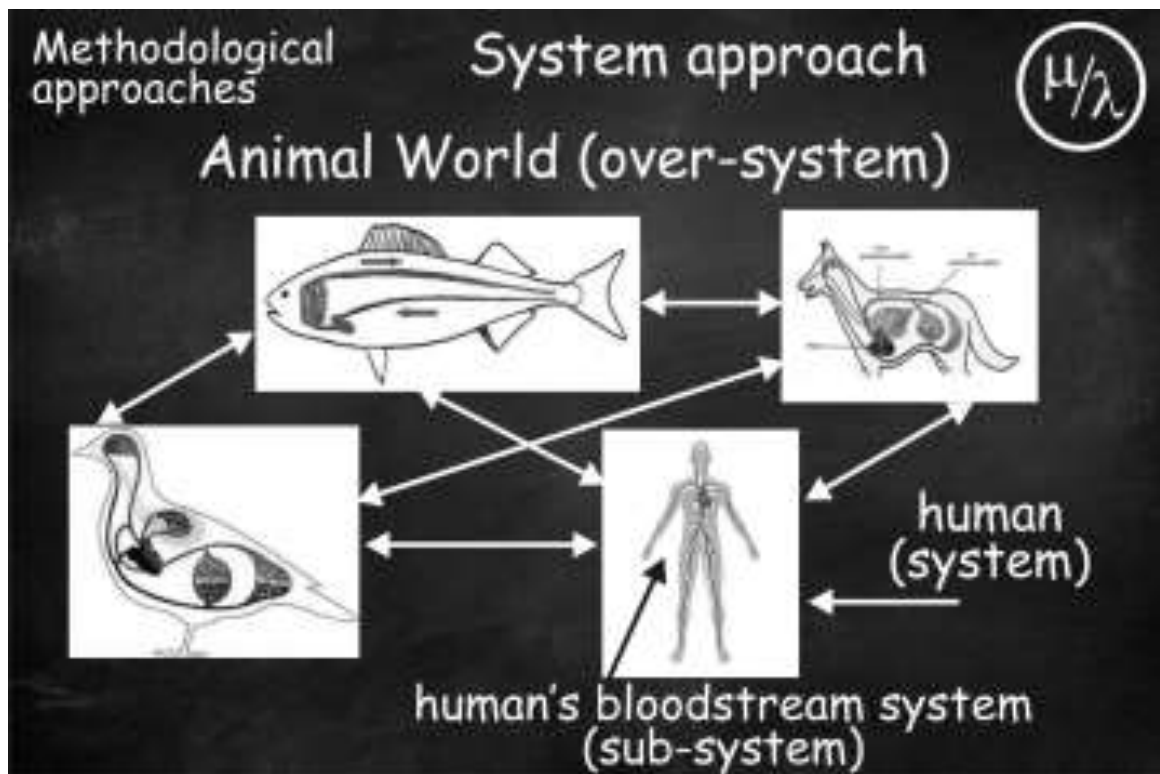 Methodological
approaches
System approach
μ/λ
Animal World (over-system)
human
(system)
human's bloodstream system
(sub-system)